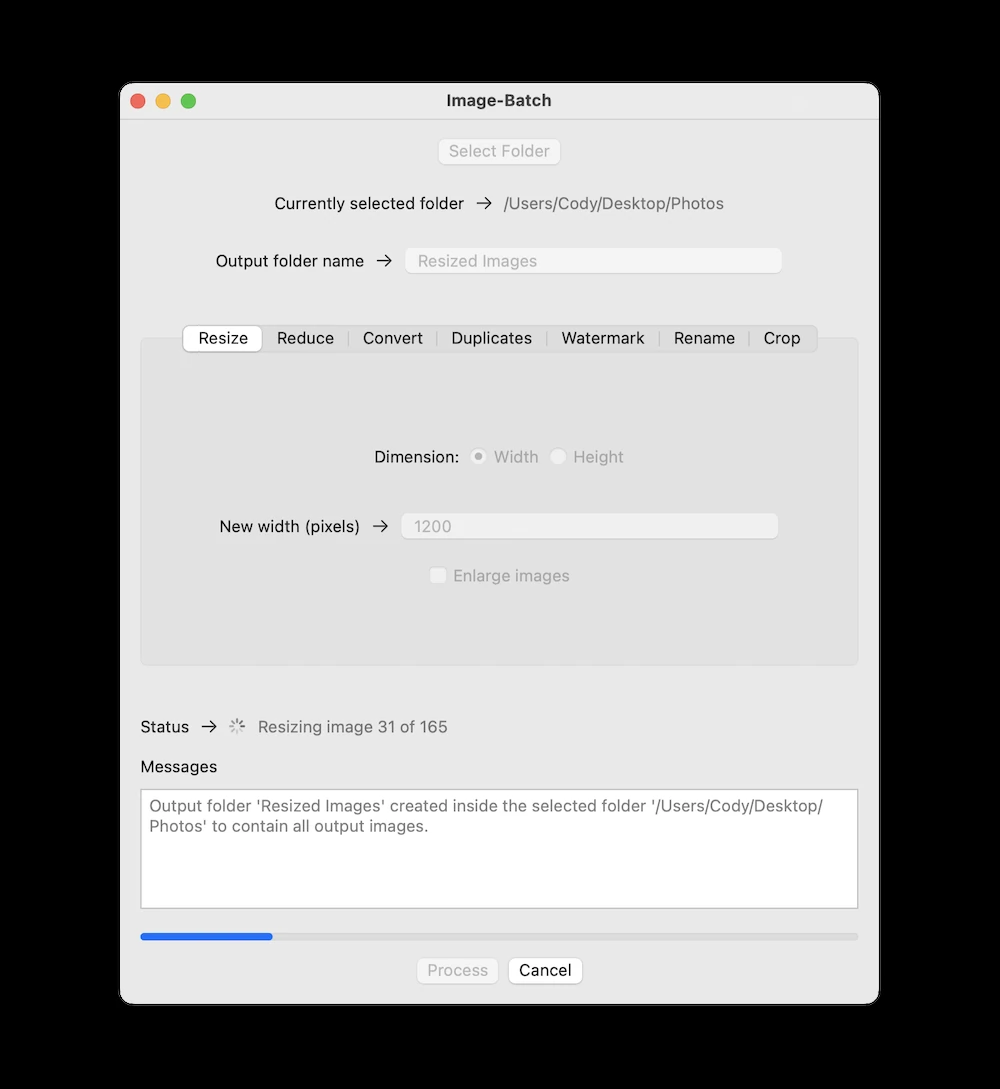 Image-Batch
Select Folder
Currently selected folder → /Users/Cody/Desktop/Photos
Output folder name → Resized Images
Resize Reduce Convert Duplicates Watermark Rename Crop
Dimension: Width Height
New width (pixels) → 1200
Enlarge images
Status → Resizing image 31 of 165
Messages
Output folder 'Resized Images' created inside the selected folder '/Users/Cody/Desktop/
Photos' to contain all output images.
Process Cancel